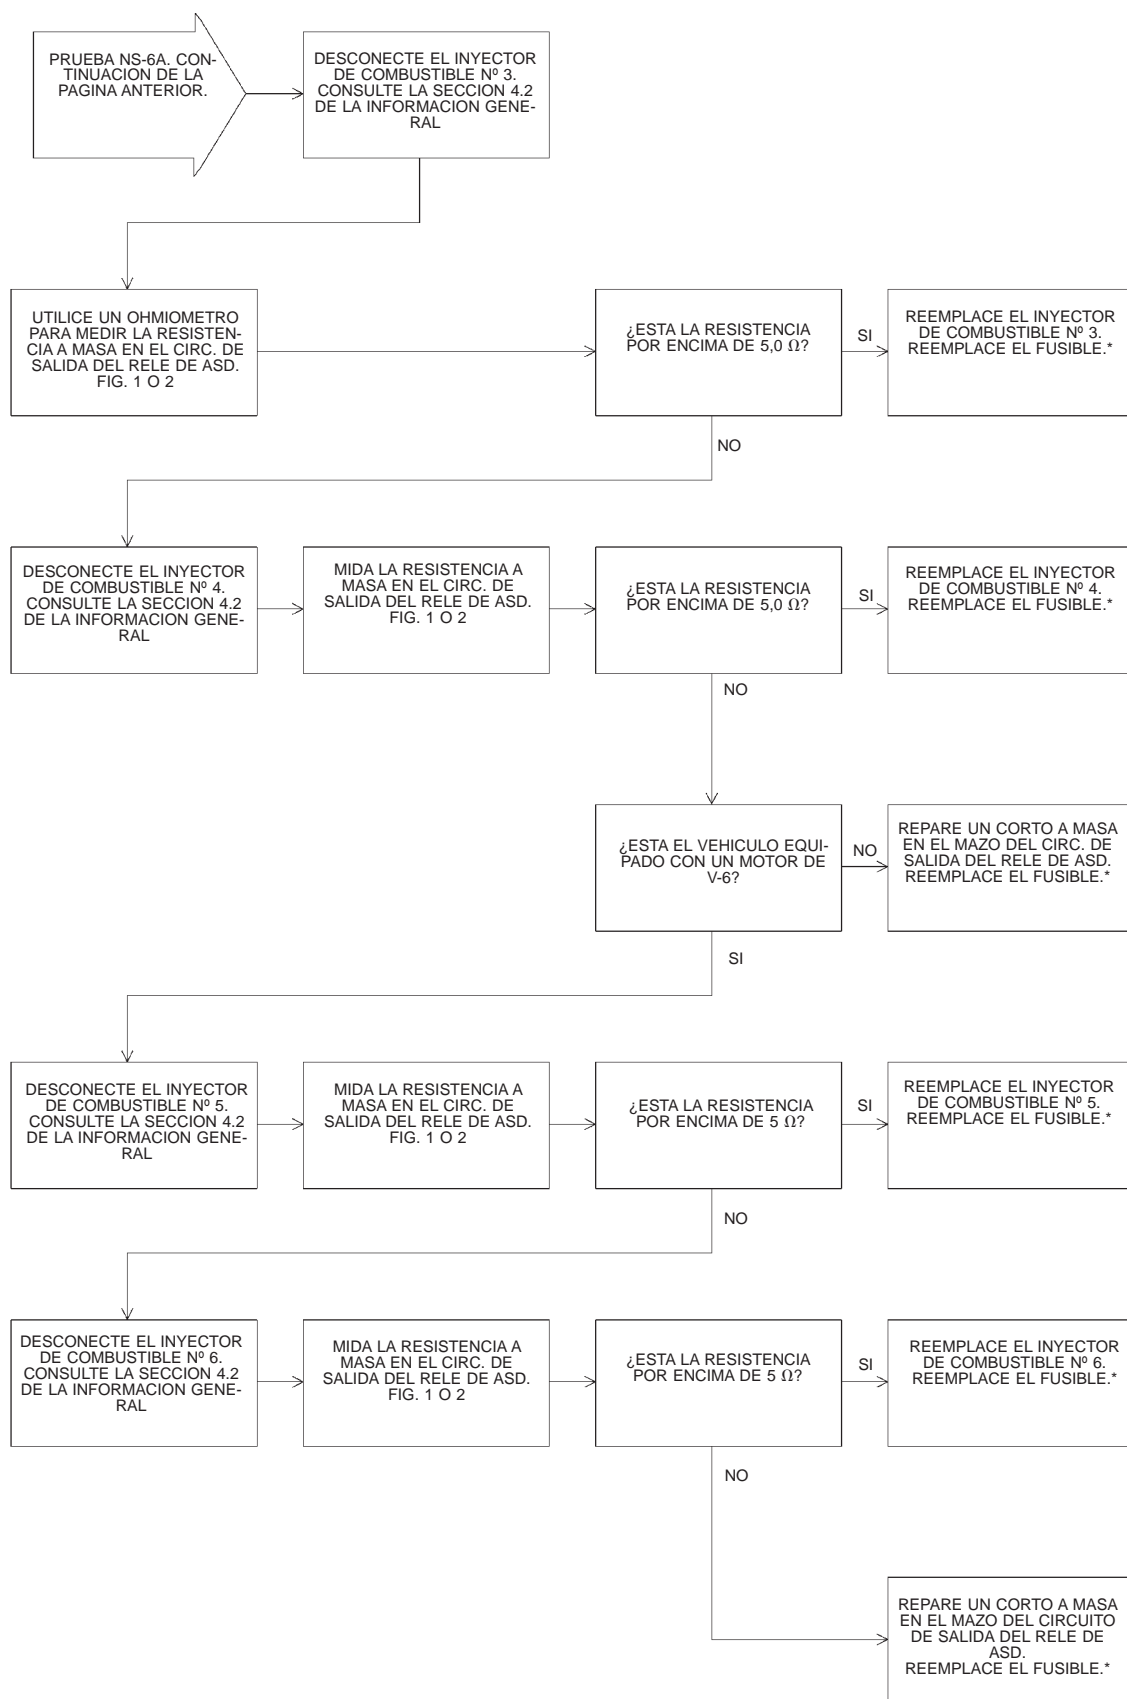 PRUEBA NS-6A. CON-
TINUACION DE LA
PAGINA ANTERIOR.
DESCONECTE EL INYECTOR
DE COMBUSTIBLE Nº 3.
CONSULTE LA SECCION 4.2
DE LA INFORMACION GENE-
RAL
UTILICE UN OHMIOMETRO
PARA MEDIR LA RESISTEN-
CIA A MASA EN EL CIRC. DE
SALIDA DEL RELE DE ASD.
FIG. 1 O 2
¿ESTA LA RESISTENCIA
POR ENCIMA DE 5,0 Ω?
SI
REEMPLACE EL INYECTOR
DE COMBUSTIBLE Nº 3.
REEMPLACE EL FUSIBLE.*
NO
DESCONECTE EL INYECTOR
DE COMBUSTIBLE Nº 4.
CONSULTE LA SECCION 4.2
DE LA INFORMACION GENE-
RAL
MIDA LA RESISTENCIA A
MASA EN EL CIRC. DE
SALIDA DEL RELE DE ASD.
FIG. 1 O 2
¿ESTA LA RESISTENCIA
POR ENCIMA DE 5,0 Ω?
SI
REEMPLACE EL INYECTOR
DE COMBUSTIBLE Nº 4.
REEMPLACE EL FUSIBLE.*
NO
¿ESTA EL VEHICULO EQUI-
PADO CON UN MOTOR DE
V-6?
NO
REPARE UN CORTO A MASA
EN EL MAZO DEL CIRC. DE
SALIDA DEL RELE DE ASD.
REEMPLACE EL FUSIBLE.*
SI
DESCONECTE EL INYECTOR
DE COMBUSTIBLE Nº 5.
CONSULTE LA SECCION 4.2
DE LA INFORMACION GENE-
RAL
MIDA LA RESISTENCIA A
MASA EN EL CIRC. DE
SALIDA DEL RELE DE ASD.
FIG. 1 O 2
¿ESTA LA RESISTENCIA
POR ENCIMA DE 5 Ω?
SI
REEMPLACE EL INYECTOR
DE COMBUSTIBLE Nº 5.
REEMPLACE EL FUSIBLE.*
NO
DESCONECTE EL INYECTOR
DE COMBUSTIBLE Nº 6.
CONSULTE LA SECCION 4.2
DE LA INFORMACION GENE-
RAL
MIDA LA RESISTENCIA A
MASA EN EL CIRC. DE
SALIDA DEL RELE DE ASD.
FIG. 1 O 2
¿ESTA LA RESISTENCIA
POR ENCIMA DE 5 Ω?
SI
REEMPLACE EL INYECTOR
DE COMBUSTIBLE Nº 6.
REEMPLACE EL FUSIBLE.*
NO
REPARE UN CORTO A MASA
EN EL MAZO DEL CIRCUITO
DE SALIDA DEL RELE DE
ASD.
REEMPLACE EL FUSIBLE.*